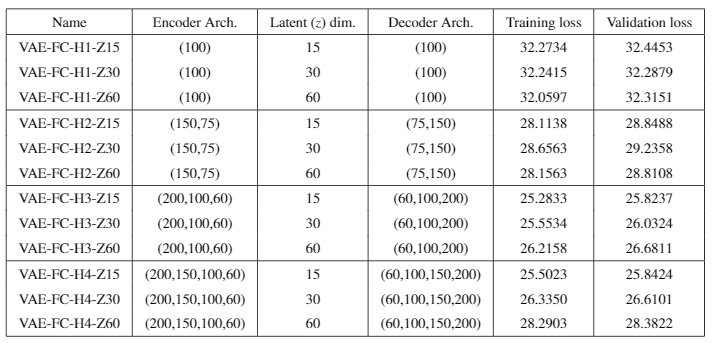 Name Encoder Arch. Latent (z) dim. Decoder Arch. Training loss Validation loss
VAE-FC-H1-Z15 (100) 15 (100) 32.2734 32.4453
VAE-FC-H1-Z30 (100) 30 (100) 32.2415 32.2879
VAE-FC-H1-Z60 (100) 60 (100) 32.0597 32.3151
VAE-FC-H2-Z15 (150,75) 15 (75,150) 28.1138 28.8488
VAE-FC-H2-Z30 (150,75) 30 (75,150) 28.6563 29.2358
VAE-FC-H2-Z60 (150,75) 60 (75,150) 28.1563 28.8108
VAE-FC-H3-Z15 (200,100,60) 15 (60,100,200) 25.2833 25.8237
VAE-FC-H3-Z30 (200,100,60) 30 (60,100,200) 25.5534 26.0324
VAE-FC-H3-Z60 (200,100,60) 60 (60,100,200) 26.2158 26.6811
VAE-FC-H4-Z15 (200,150,100,60) 15 (60,100,150,200) 25.5023 25.8424
VAE-FC-H4-Z30 (200,150,100,60) 30 (60,100,150,200) 26.3350 26.6101
VAE-FC-H4-Z60 (200,150,100,60) 60 (60,100,150,200) 28.2903 28.3822